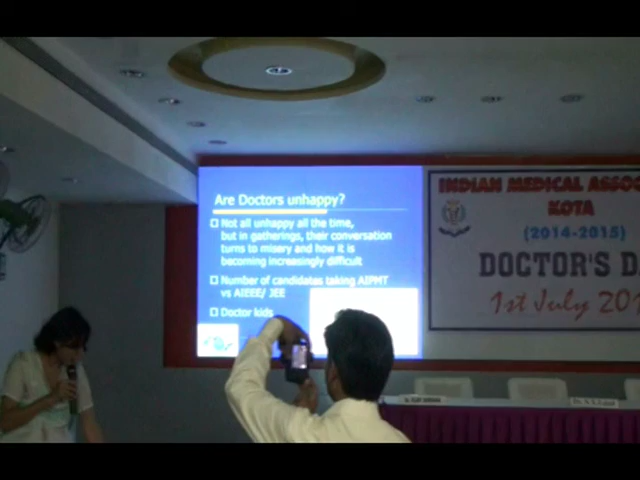 Are Doctors unhappy?
Not all unhappy all the time,
but in gatherings, their conversation
turns to misery and how it is
becoming increasingly difficult
Number of candidates taking AIPMT
vs AIEEE/ JEE
Doctor kids
INDIAN MEDICAL ASSOC
KOTA
(2014-2015)
DOCTOR'S D
1st July 201